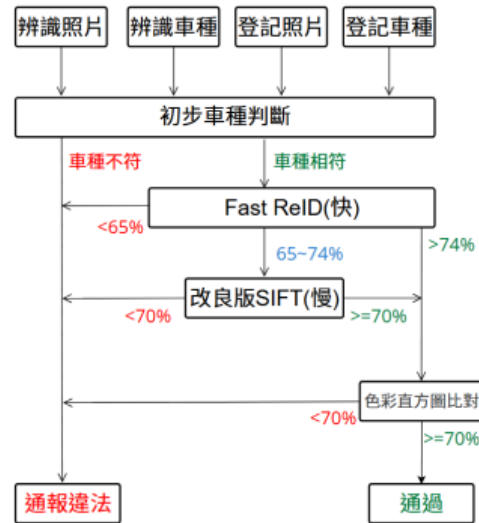 辨識照片
辨識車種
登記照片
登記車種
初步車種判斷
車種不符
車種相符
Fast ReID(快)
<65%
65~74%
>74%
改良版SIFT(慢)
<70%
>=70%
色彩直方圖比對
<70%
>=70%
通報違法
通過